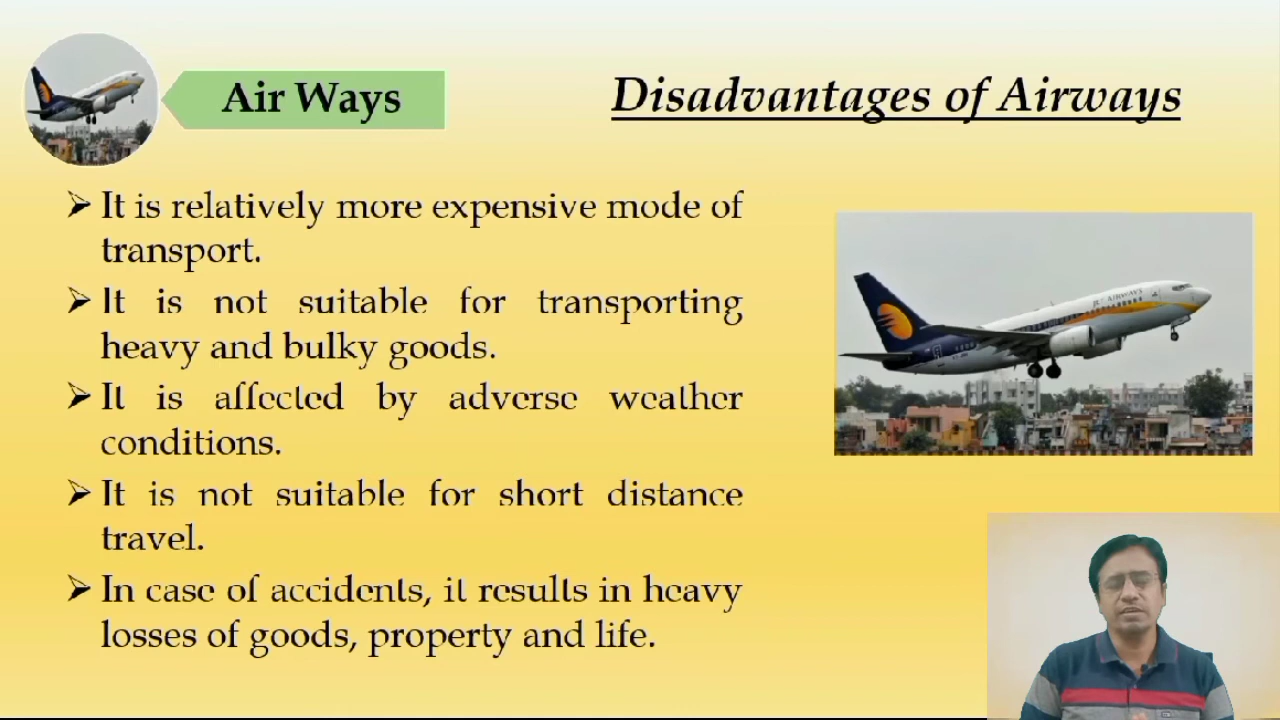 Air Ways
Disadvantages of Airways
➢ It is relatively more expensive mode of
transport.
➢ It is not suitable for transporting
heavy and bulky goods.
➢ It is affected by adverse weather
conditions.
➢ It is not suitable for short distance
travel.
➢ In case of accidents, it results in heavy
losses of goods, property and life.
JET AIRWAYS